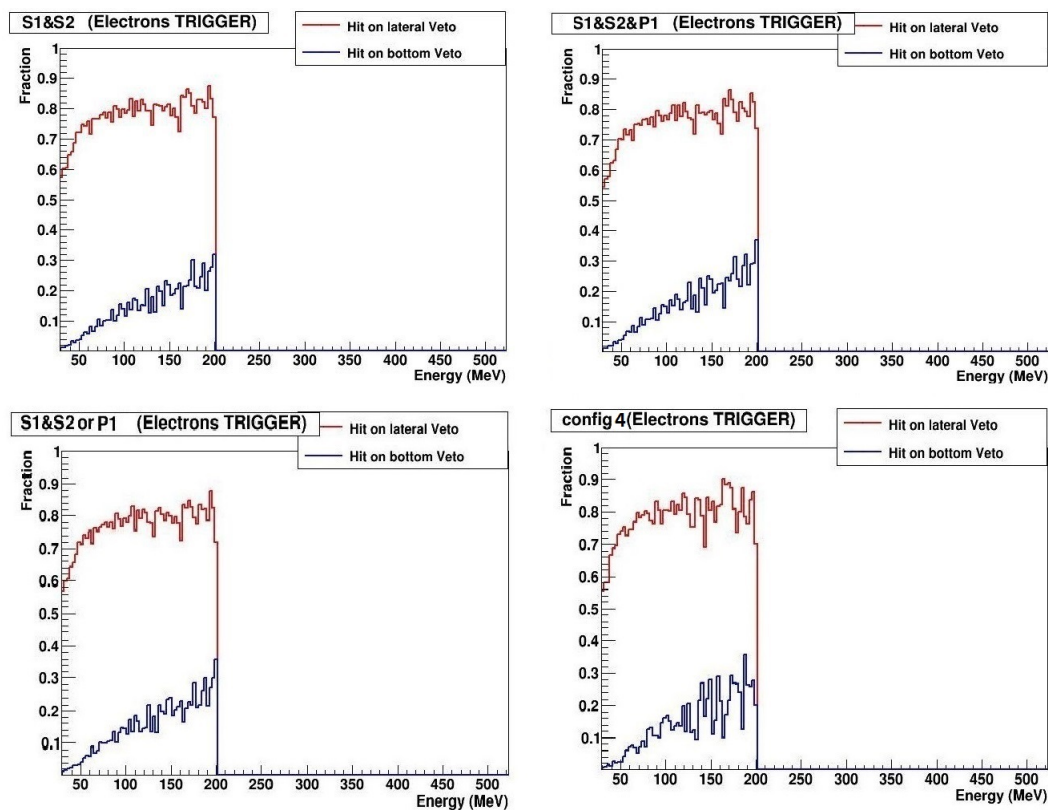 S1&S2 (Electrons TRIGGER)
Hit on lateral Veto
Hit on bottom Veto
Fraction
1
0.9
0.8
0.7
0.6
0.5
0.4
0.3
0.2
0.1
50 100 150 200 250 300 350 400 450 500
Energy (MeV)
S1&S2&P1 (Electrons TRIGGER)
Hit on lateral Veto
Hit on bottom Veto
Fraction
1
0.9
0.8
0.7
0.6
0.5
0.4
0.3
0.2
0.1
50 100 150 200 250 300 350 400 450 500
Energy (MeV)
S1&S2 or P1 (Electrons TRIGGER)
Hit on lateral Veto
Hit on bottom Veto
Fraction
1
0.9
0.8
0.7
0.6
0.5
0.4
0.3
0.2
0.1
50 100 150 200 250 300 350 400 450 500
Energy (MeV)
config 4(Electrons TRIGGER)
Hit on lateral Veto
Hit on bottom Veto
Fraction
1
0.9
0.8
0.7
0.6
0.5
0.4
0.3
0.2
0.1
50 100 150 200 250 300 350 400 450 500
Energy (MeV)